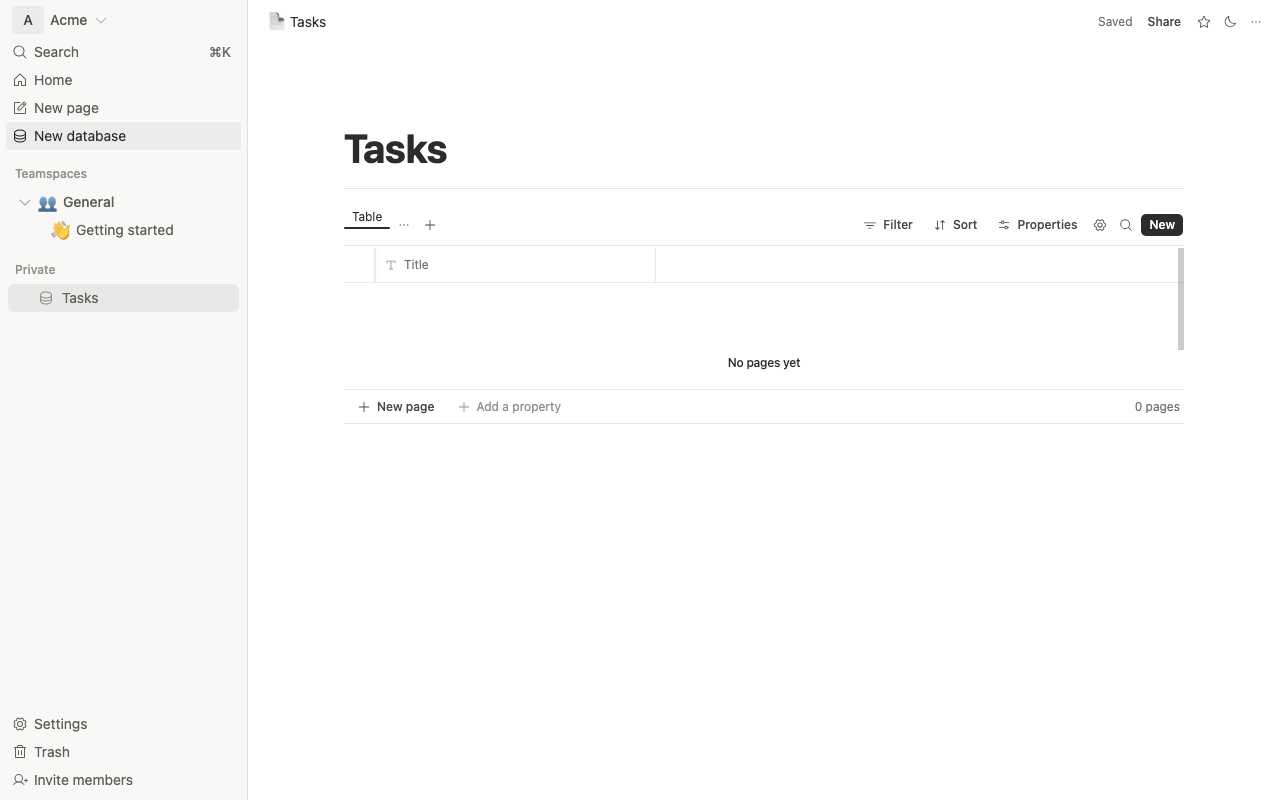 A Acme
Search ⌘K
Home
New page
New database
Teamspaces
General
Getting started
Private
Tasks
Settings
Trash
Invite members
Tasks
Saved Share
Tasks
Table
Filter Sort Properties New
Title
No pages yet
New page Add a property 0 pages